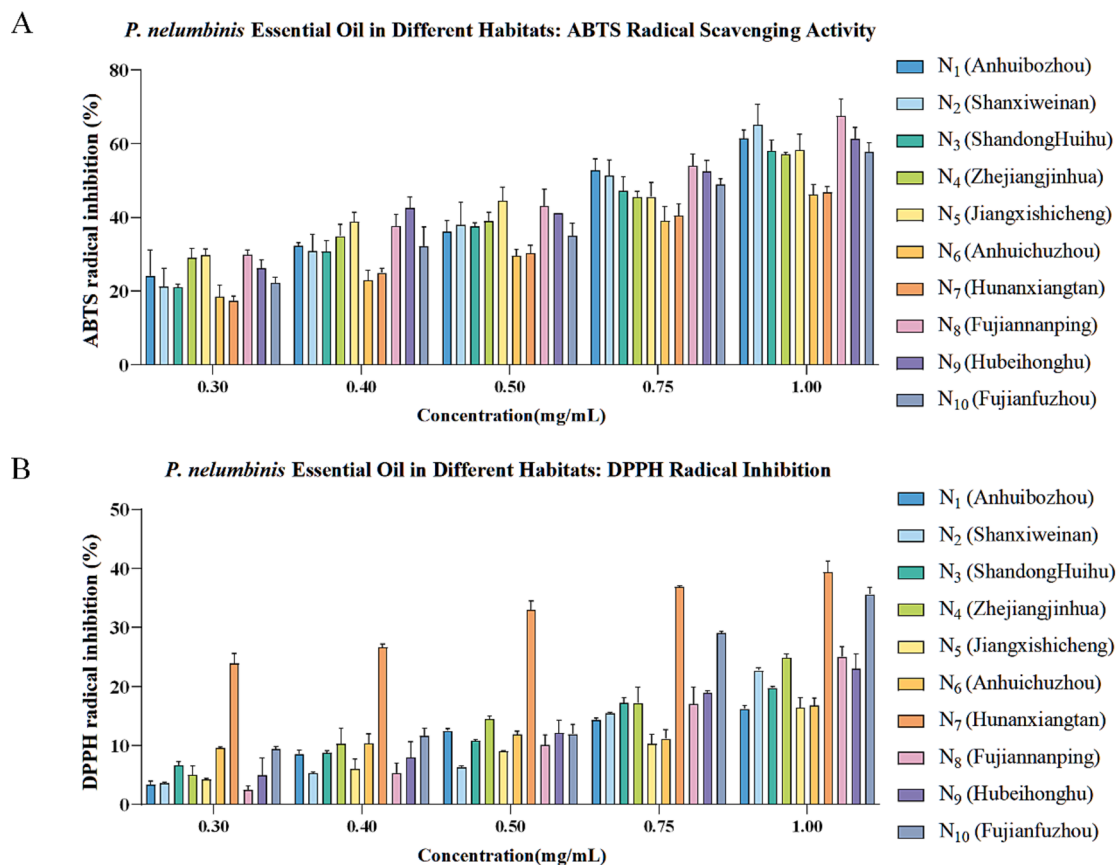 A
P. nelumbinis Essential Oil in Different Habitats: ABTS Radical Scavenging Activity
ABTS radical inhibition (%)
80
60
40
20
0
0.30 0.40 0.50 0.75 1.00
Concentration(mg/mL)
N1 (Anhuibozhou)
N2 (Shanxiweinan)
N3 (ShandongHuihu)
N4 (Zhejiangjinhua)
N5 (Jiangxishicheng)
N6 (Anhuichuzhou)
N7 (Hunanxiangtan)
N8 (Fujiannanping)
N9 (Hubeihonghu)
N10 (Fujianfuzhou)
B
P. nelumbinis Essential Oil in Different Habitats: DPPH Radical Inhibition
DPPH radical inhibition (%)
50
40
30
20
10
0
0.30 0.40 0.50 0.75 1.00
Concentration(mg/mL)
N1 (Anhuibozhou)
N2 (Shanxiweinan)
N3 (ShandongHuihu)
N4 (Zhejiangjinhua)
N5 (Jiangxishicheng)
N6 (Anhuichuzhou)
N7 (Hunanxiangtan)
N8 (Fujiannanping)
N9 (Hubeihonghu)
N10 (Fujianfuzhou)